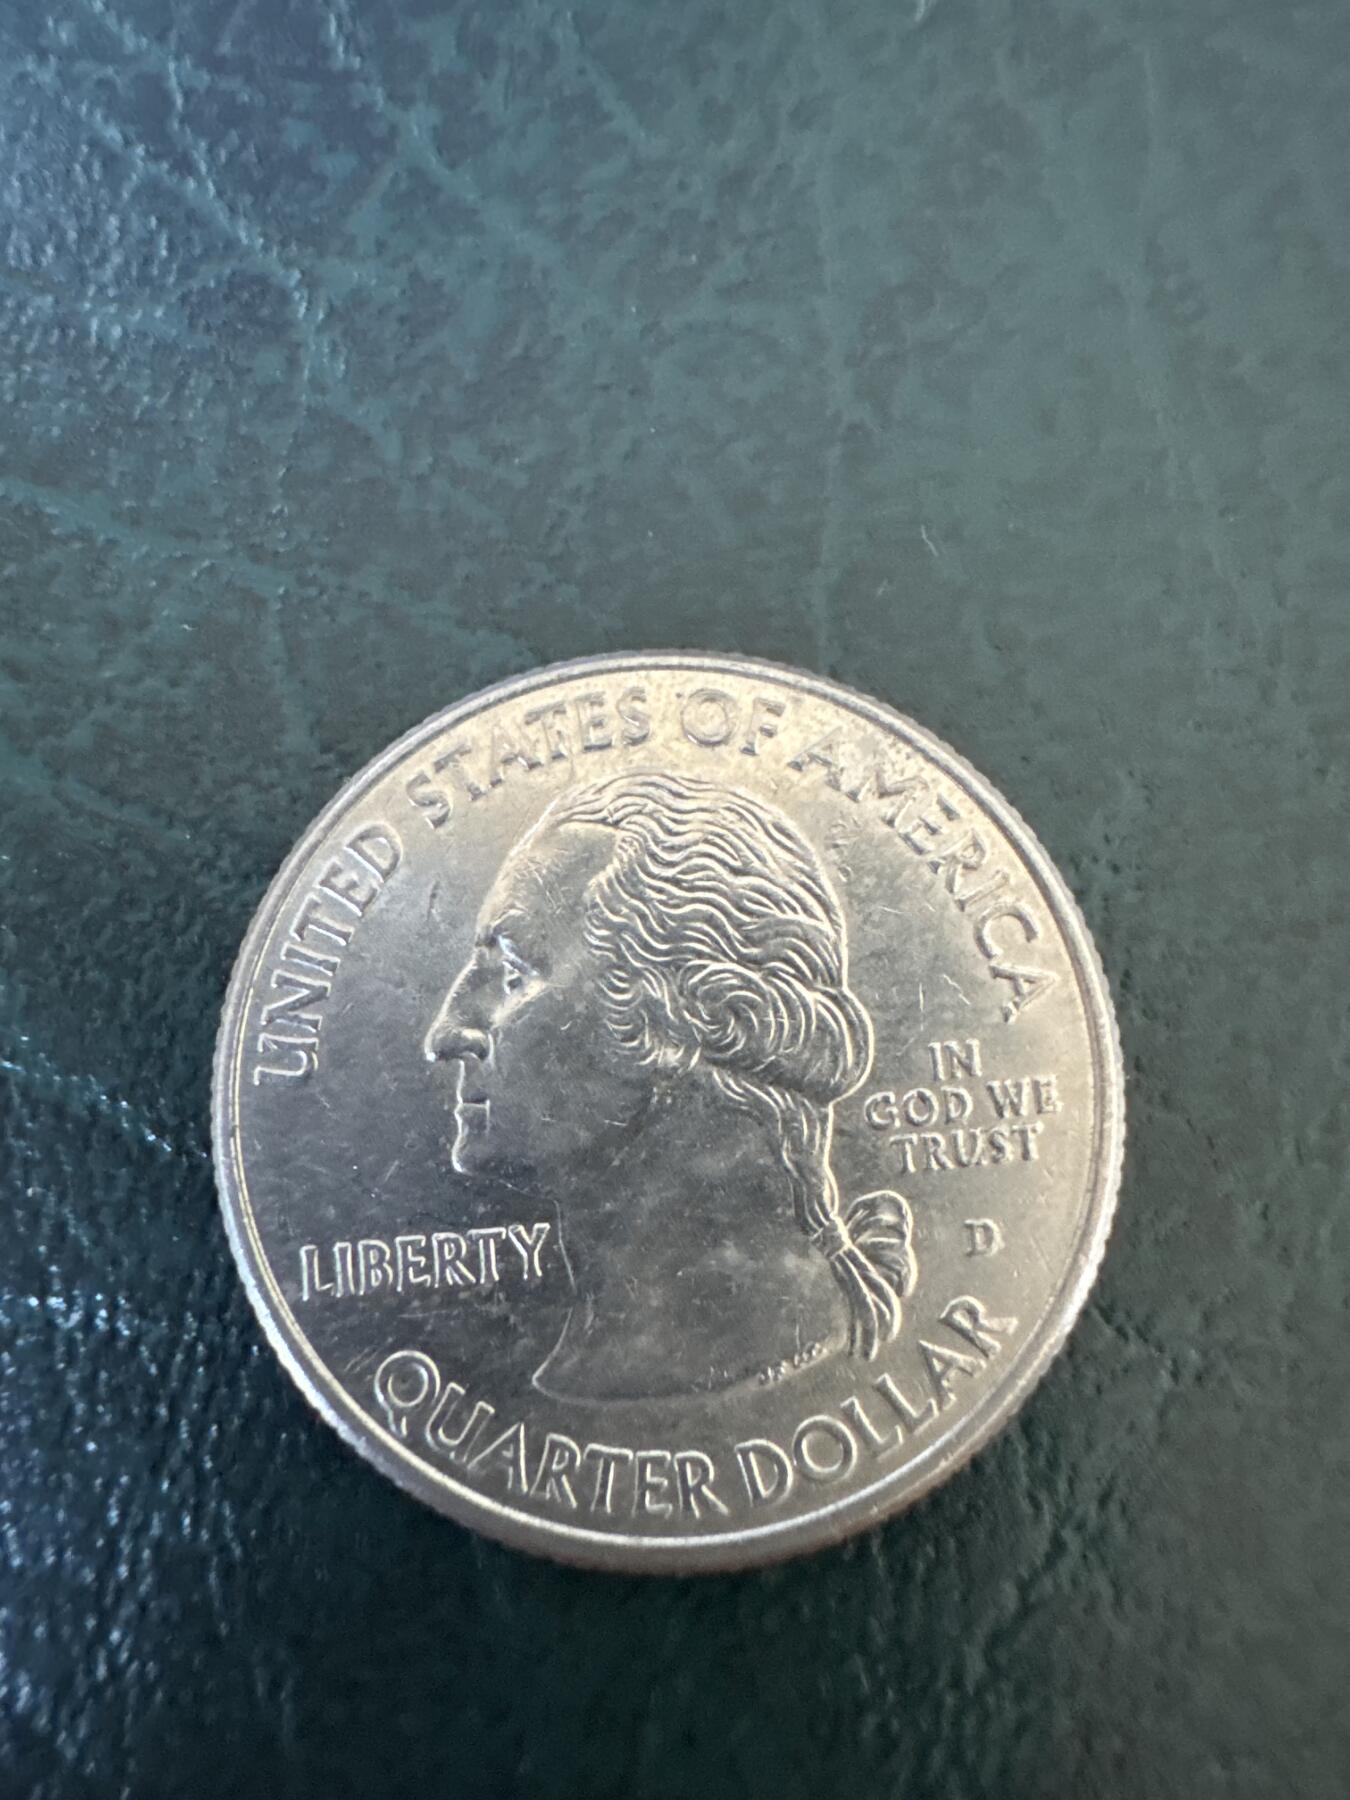 UNITED STATES OF AMERICA
IN
GOD WE
TRUST
LIBERTY
D
QUARTER DOLLAR